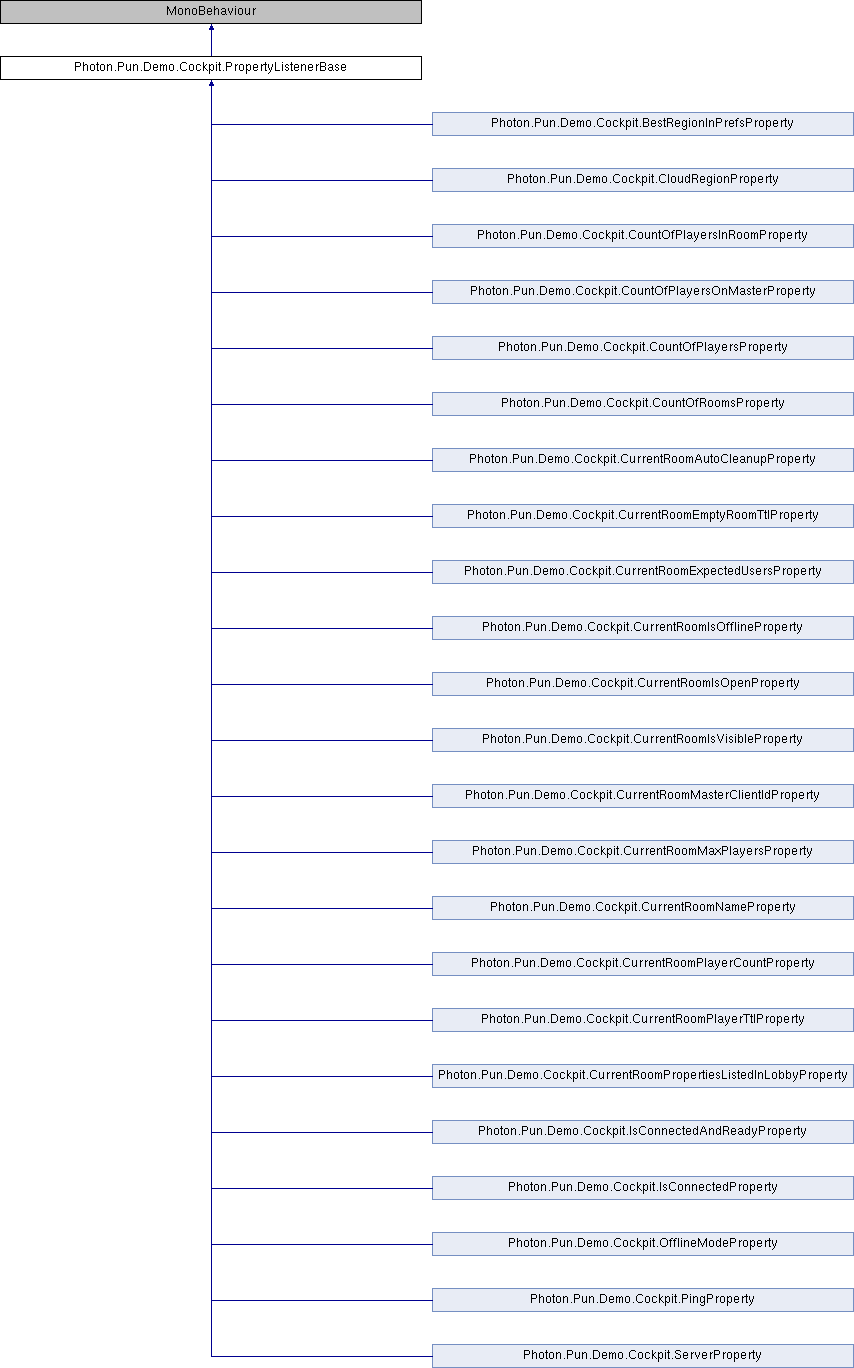 MonoBehaviour
Photon.Pun.Demo.Cockpit.PropertyListenerBase
Photon.Pun.Demo.Cockpit.BestRegionInPrefsProperty
Photon.Pun.Demo.Cockpit.CloudRegionProperty
Photon.Pun.Demo.Cockpit.CountOfPlayersInRoomProperty
Photon.Pun.Demo.Cockpit.CountOfPlayersOnMasterProperty
Photon.Pun.Demo.Cockpit.CountOfPlayersProperty
Photon.Pun.Demo.Cockpit.CountOfRoomsProperty
Photon.Pun.Demo.Cockpit.CurrentRoomAutoCleanupProperty
Photon.Pun.Demo.Cockpit.CurrentRoomEmptyRoomTtlProperty
Photon.Pun.Demo.Cockpit.CurrentRoomExpectedUsersProperty
Photon.Pun.Demo.Cockpit.CurrentRoomIsOfflineProperty
Photon.Pun.Demo.Cockpit.CurrentRoomIsOpenProperty
Photon.Pun.Demo.Cockpit.CurrentRoomIsVisibleProperty
Photon.Pun.Demo.Cockpit.CurrentRoomMasterClientIdProperty
Photon.Pun.Demo.Cockpit.CurrentRoomMaxPlayersProperty
Photon.Pun.Demo.Cockpit.CurrentRoomNameProperty
Photon.Pun.Demo.Cockpit.CurrentRoomPlayerCountProperty
Photon.Pun.Demo.Cockpit.CurrentRoomPlayerTtlProperty
Photon.Pun.Demo.Cockpit.CurrentRoomPropertiesListedInLobbyProperty
Photon.Pun.Demo.Cockpit.IsConnectedAndReadyProperty
Photon.Pun.Demo.Cockpit.IsConnectedProperty
Photon.Pun.Demo.Cockpit.OfflineModeProperty
Photon.Pun.Demo.Cockpit.PingProperty
Photon.Pun.Demo.Cockpit.ServerProperty